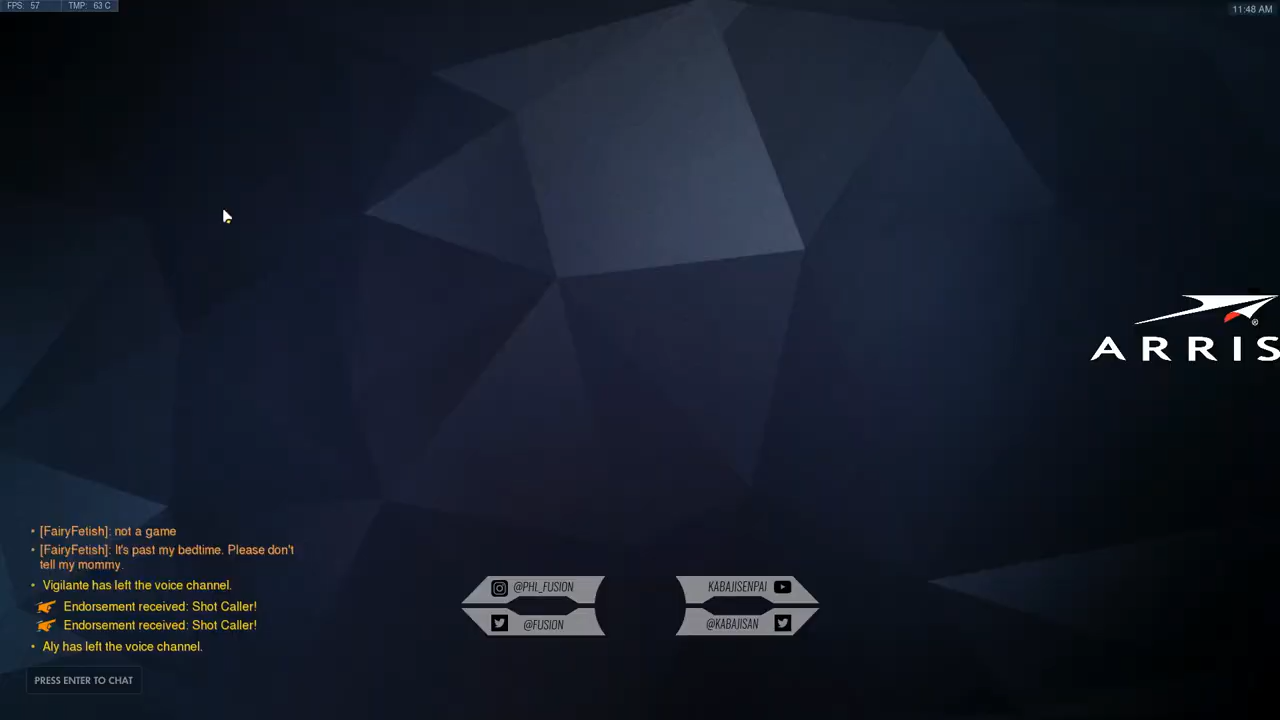 FPS: 57 TMP: 63 C
11:48 AM
ARRIS
®
• [FairyFetish]: not a game
• [FairyFetish]: It's past my bedtime. Please don't
tell my mommy.
• Vigilante has left the voice channel.
Endorsement received: Shot Caller!
Endorsement received: Shot Caller!
• Aly has left the voice channel.
@PHL_FUSION
KABAJISENPAI
@FUSION
@KABAJISAN
PRESS ENTER TO CHAT